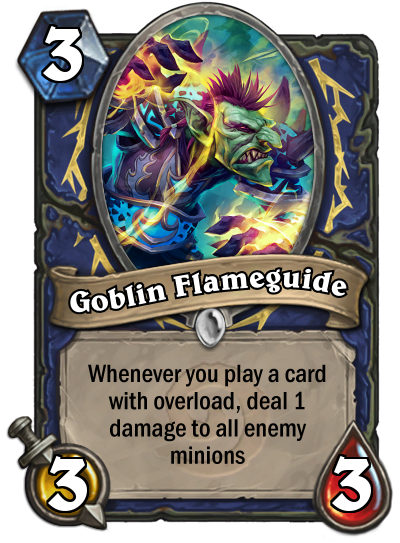 3
Goblin Flameguide
Whenever you play a card
with overload, deal 1
damage to all enemy
minions
3
3